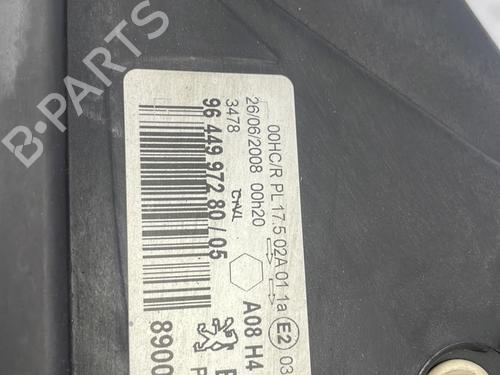 B-PARTS
00HC/R PL 17.5 02A 01 1a E2 03
26/06/2008 00h20
3478
96 449 972 80 / 05
A08 H4
8900